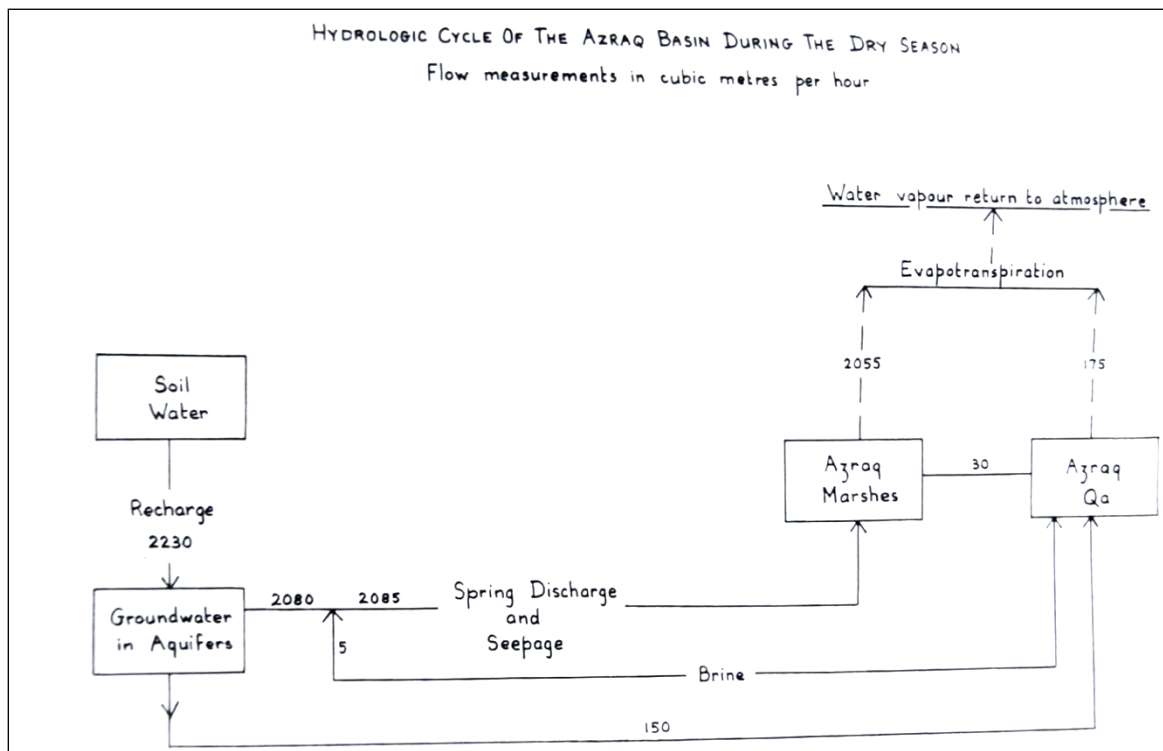 HYDROLOGIC CYCLE OF THE AZRAQ BASIN DURING THE DRY SEASON
Flow measurements in cubic metres per hour
Water vapour return to atmosphere
Evapotranspiration
2055
175
Soil
Water
Azraq
Marshes
30
Azraq
Qa
Recharge
2230
Groundwater
in Aquifers
2080
2085
Spring Discharge
and
Seepage
5
Brine
150